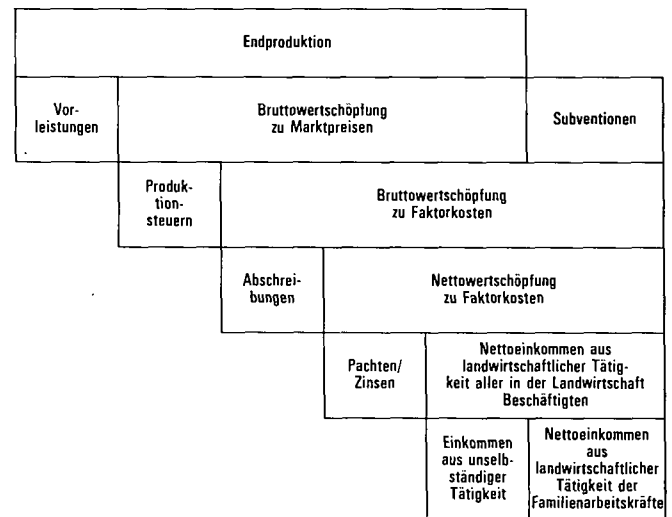 Endproduktion
Vor-
leistungen
Bruttowertschöpfung
zu Marktpreisen
Subventionen
Produk-
tion-
steuern
Bruttowertschöpfung
zu Faktorkosten
Abschrei-
bungen
Nettowertschöpfung
zu Faktorkosten
Pachten/
Zinsen
Nettoeinkommen aus
landwirtschaftlicher Tätig-
keit aller in der Landwirtschaft
Beschäftigten
Einkommen
aus unselb-
ständiger
Tätigkeit
Nettoeinkommen
aus
landwirtschaftlicher
Tätigkeit der
Familienarbeitskräfte